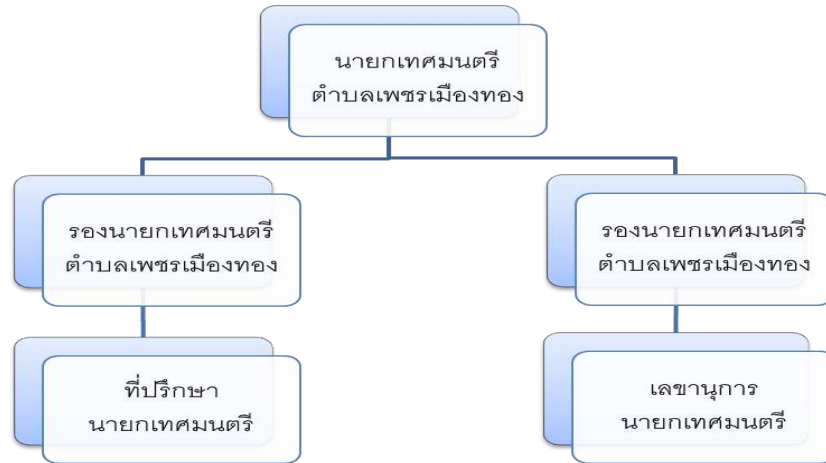 นายกเทศมนตรี
ตำบลเพชรเมืองทอง
รองนายกเทศมนตรี
ตำบลเพชรเมืองทอง
รองนายกเทศมนตรี
ตำบลเพชรเมืองทอง
ที่ปรึกษา
นายกเทศมนตรี
เลขานุการ
นายกเทศมนตรี